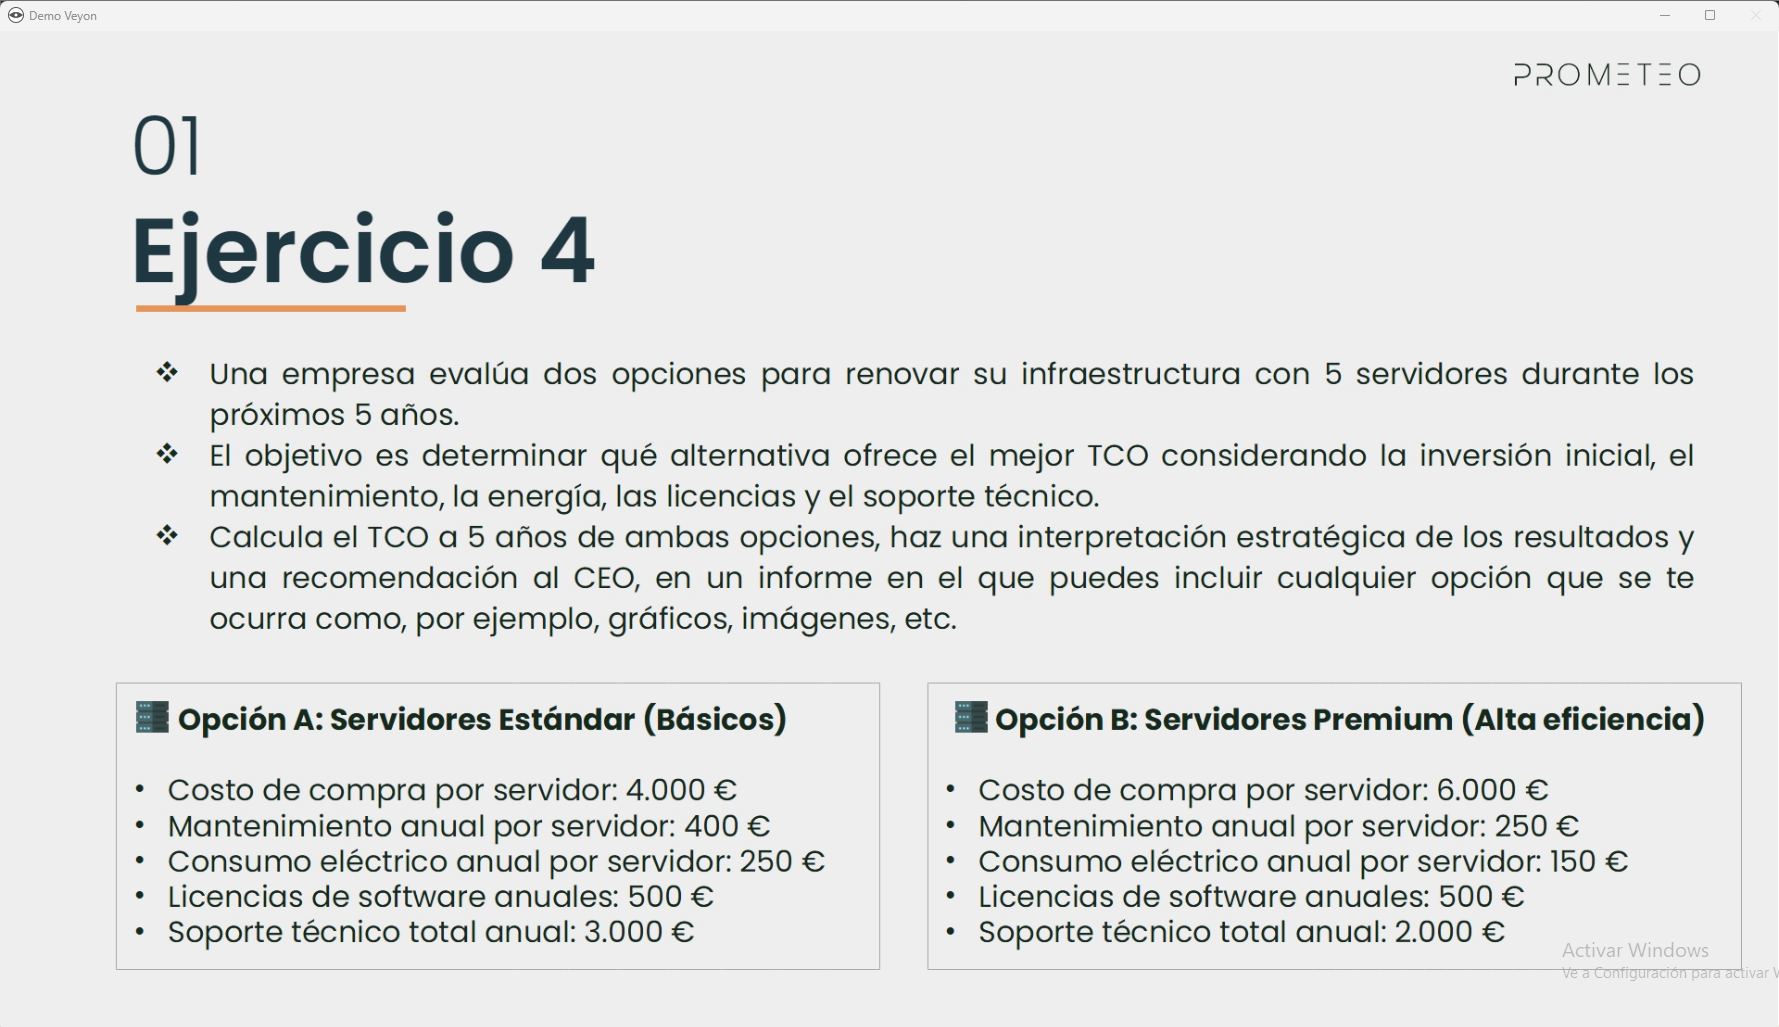 Demo Veyon
PROMETEO
01
Ejercicio 4
❖ Una empresa evalúa dos opciones para renovar su infraestructura con 5 servidores durante los
próximos 5 años.
❖ El objetivo es determinar qué alternativa ofrece el mejor TCO considerando la inversión inicial, el
mantenimiento, la energía, las licencias y el soporte técnico.
❖ Calcula el TCO a 5 años de ambas opciones, haz una interpretación estratégica de los resultados y
una recomendación al CEO, en un informe en el que puedes incluir cualquier opción que se te
ocurra como, por ejemplo, gráficos, imágenes, etc.
Opción A: Servidores Estándar (Básicos)
• Costo de compra por servidor: 4.000 €
• Mantenimiento anual por servidor: 400 €
• Consumo eléctrico anual por servidor: 250 €
• Licencias de software anuales: 500 €
• Soporte técnico total anual: 3.000 €
Opción B: Servidores Premium (Alta eficiencia)
• Costo de compra por servidor: 6.000 €
• Mantenimiento anual por servidor: 250 €
• Consumo eléctrico anual por servidor: 150 €
• Licencias de software anuales: 500 €
• Soporte técnico total anual: 2.000 €
Activar Windows
Ve a Configuración para activar W